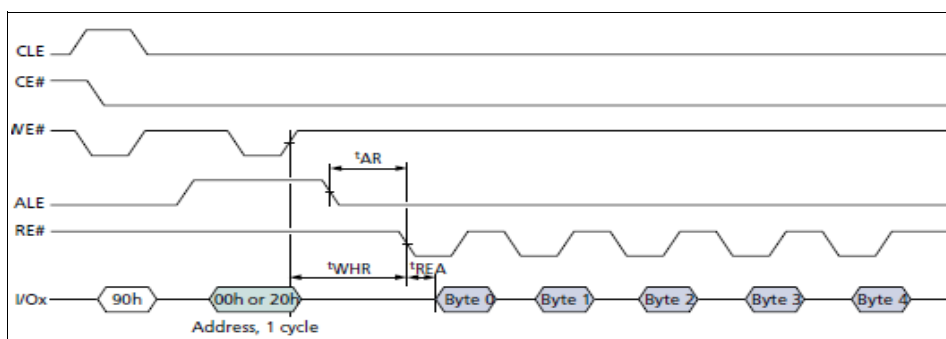 CLE
CE#
WE#
tAR
ALE
RE#
tWHR tREA
I/Ox 90h 00h or 20h Byte 0 Byte 1 Byte 2 Byte 3 Byte 4
Address, 1 cycle